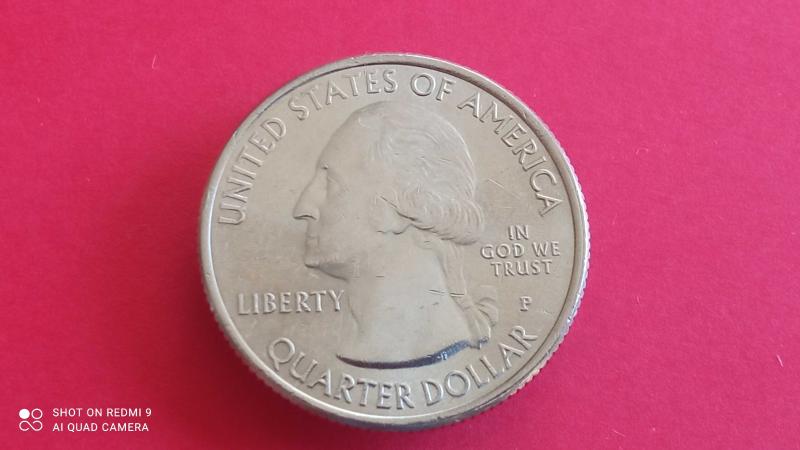 UNITED STATES OF AMERICA
IN
GOD WE
TRUST
LIBERTY
P
QUARTER DOLLAR
SHOT ON REDMI 9
AI QUAD CAMERA